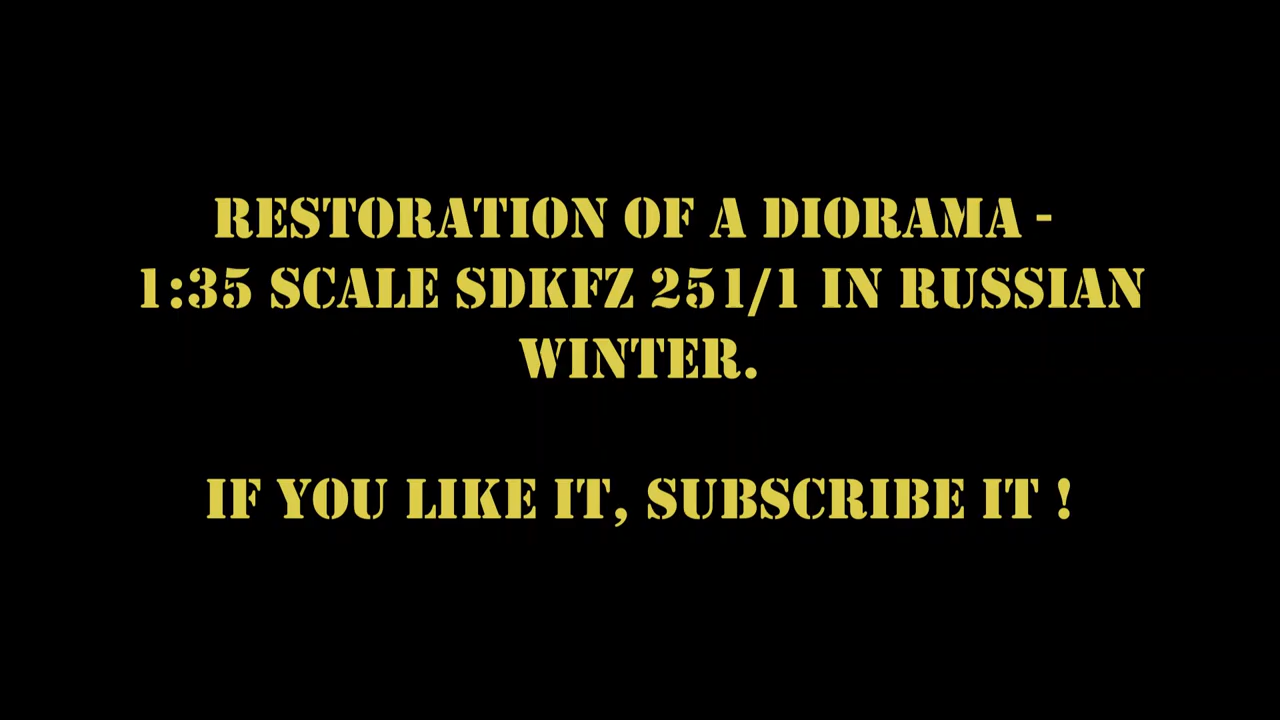 RESTORATION OF A DIORAMA -
1:35 SCALE SDKFZ 251/1 IN RUSSIAN
WINTER.
IF YOU LIKE IT, SUBSCRIBE IT !